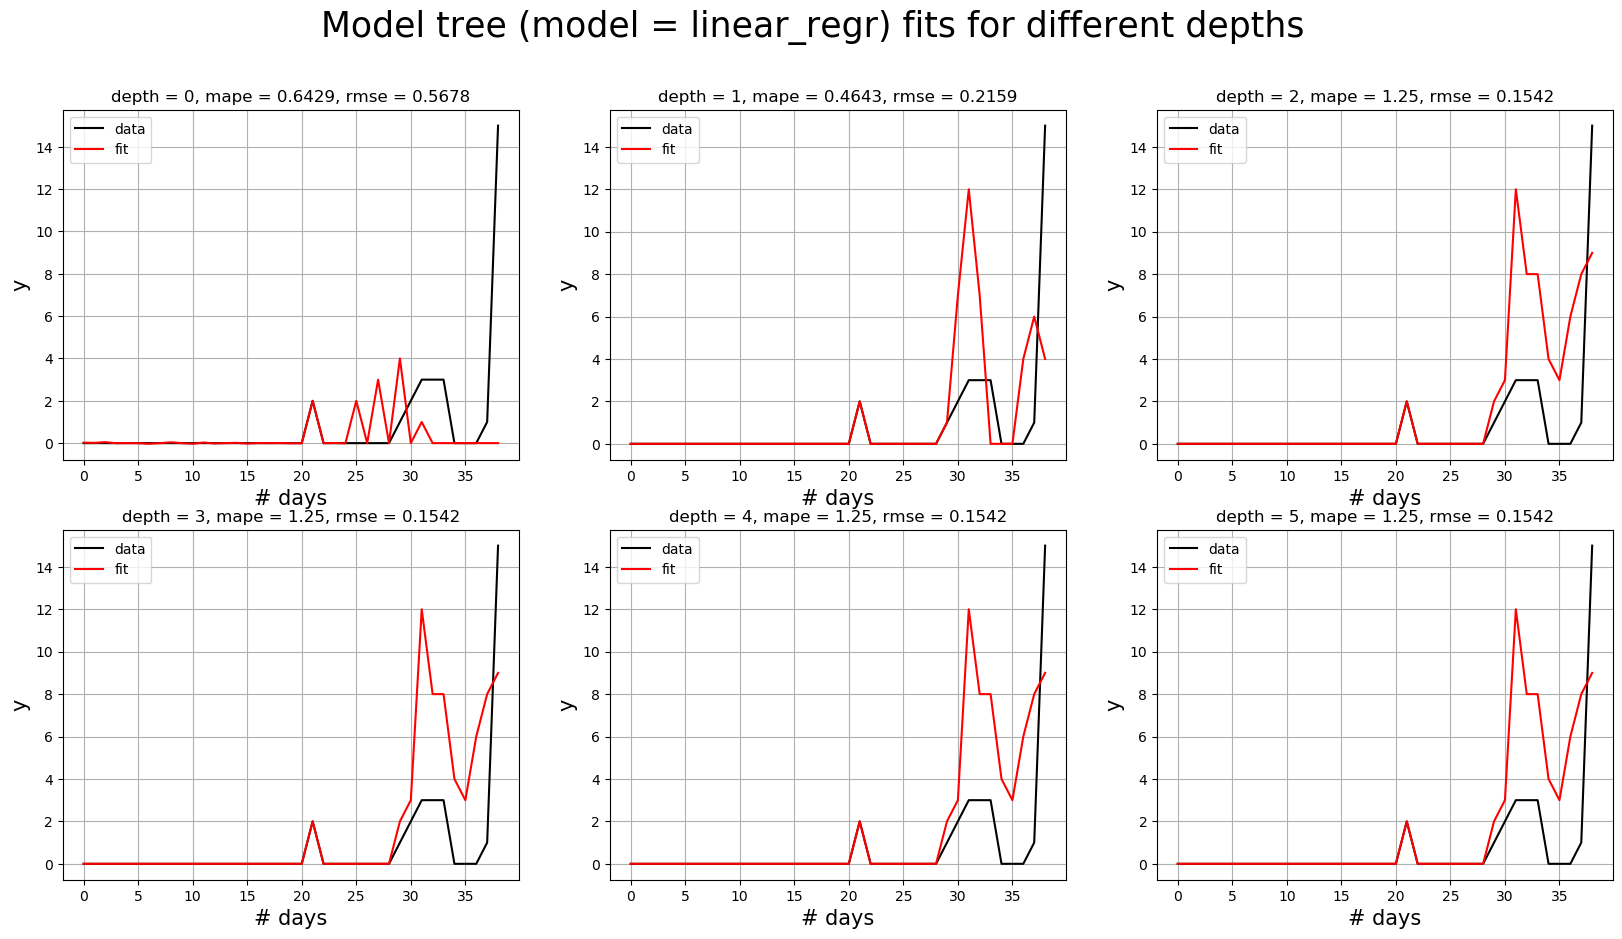 Model tree (model = linear_regr) fits for different depths
depth = 0, mape = 0.6429, rmse = 0.5678
data
fit
14
12
10
8
6
4
2
0
y
0 5 10 15 20 25 30 35
# days
depth = 1, mape = 0.4643, rmse = 0.2159
data
fit
14
12
10
8
6
4
2
0
y
0 5 10 15 20 25 30 35
# days
depth = 2, mape = 1.25, rmse = 0.1542
data
fit
14
12
10
8
6
4
2
0
y
0 5 10 15 20 25 30 35
# days
depth = 3, mape = 1.25, rmse = 0.1542
data
fit
14
12
10
8
6
4
2
0
y
0 5 10 15 20 25 30 35
# days
depth = 4, mape = 1.25, rmse = 0.1542
data
fit
14
12
10
8
6
4
2
0
y
0 5 10 15 20 25 30 35
# days
depth = 5, mape = 1.25, rmse = 0.1542
data
fit
14
12
10
8
6
4
2
0
y
0 5 10 15 20 25 30 35
# days